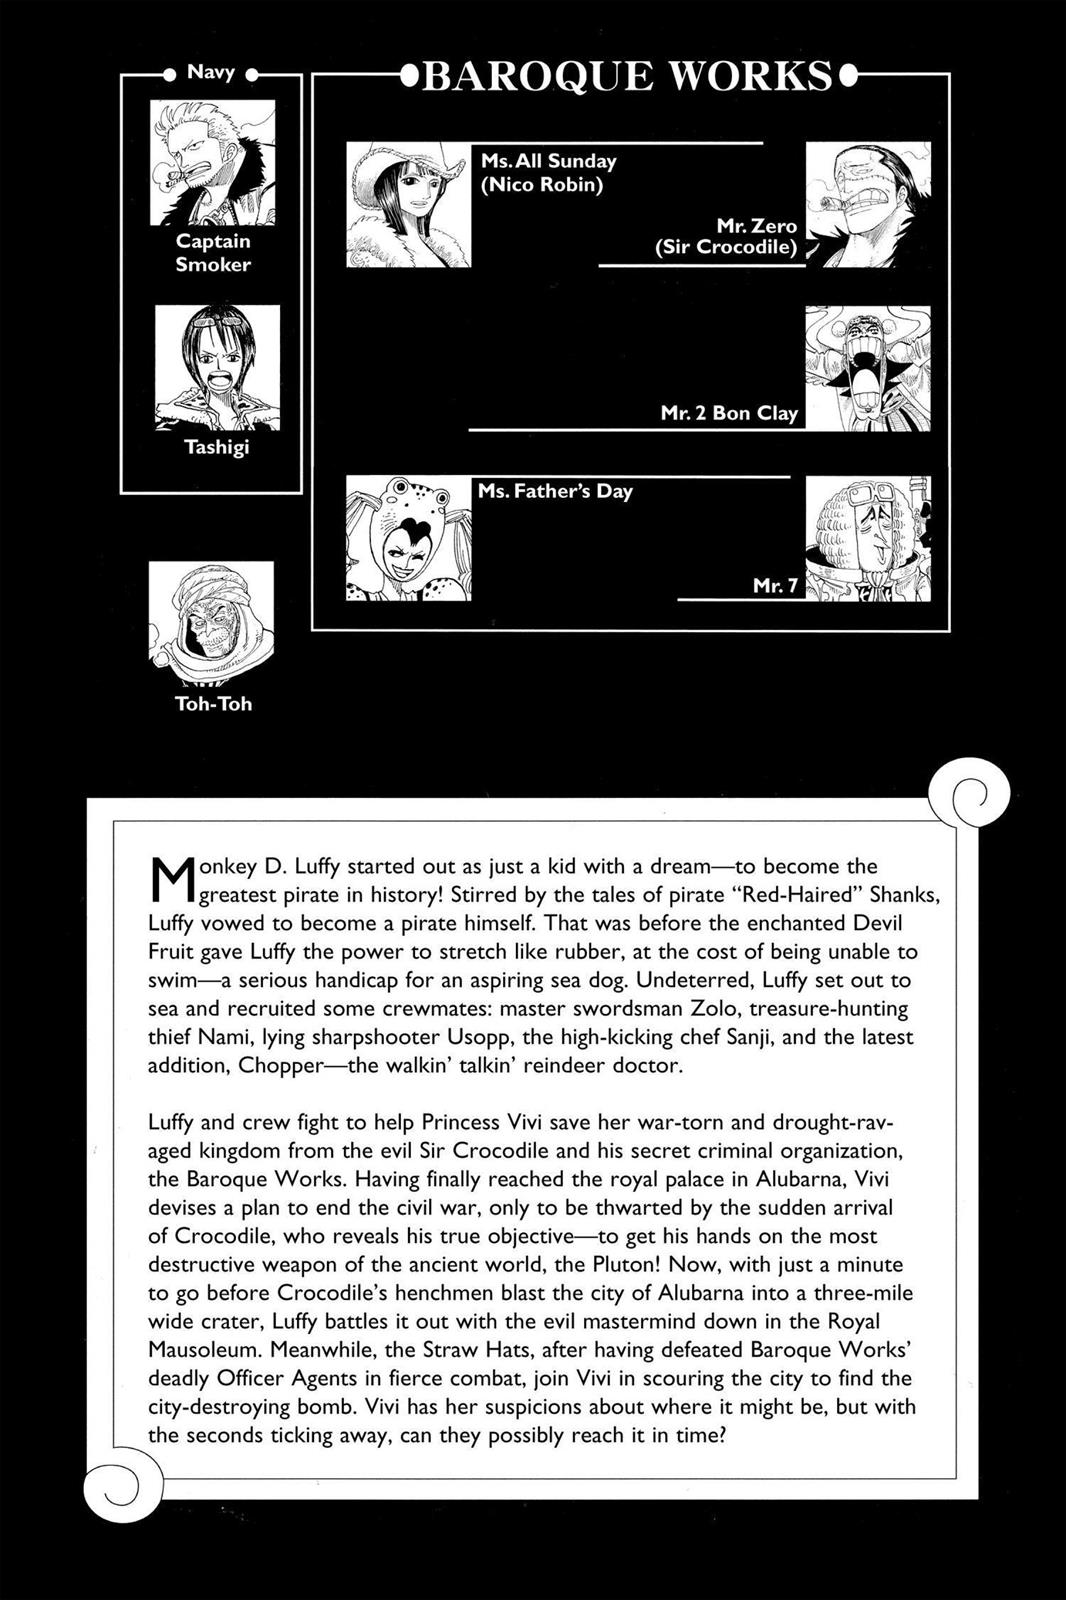 Navy
BAROQUE WORKS
Captain
Smoker
Tashigi
Toh-Toh
Ms. All Sunday
(Nico Robin)
Mr. Zero
(Sir Crocodile)
Mr. 2 Bon Clay
Ms. Father's Day
Mr. 7
Monkey D. Luffy started out as just a kid with a dream—to become the
greatest pirate in history! Stirred by the tales of pirate “Red-Haired” Shanks,
Luffy vowed to become a pirate himself. That was before the enchanted Devil
Fruit gave Luffy the power to stretch like rubber, at the cost of being unable to
swim—a serious handicap for an aspiring sea dog. Undeterred, Luffy set out to
sea and recruited some crewmates: master swordsman Zolo, treasure-hunting
thief Nami, lying sharpshooter Usopp, the high-kicking chef Sanji, and the latest
addition, Chopper—the walkin’ talkin’ reindeer doctor.
Luffy and crew fight to help Princess Vivi save her war-torn and drought-rav-
aged kingdom from the evil Sir Crocodile and his secret criminal organization,
the Baroque Works. Having finally reached the royal palace in Alubarna, Vivi
devises a plan to end the civil war, only to be thwarted by the sudden arrival
of Crocodile, who reveals his true objective—to get his hands on the most
destructive weapon of the ancient world, the Pluton! Now, with just a minute
to go before Crocodile’s henchmen blast the city of Alubarna into a three-mile
wide crater, Luffy battles it out with the evil mastermind down in the Royal
Mausoleum. Meanwhile, the Straw Hats, after having defeated Baroque Works’
deadly Officer Agents in fierce combat, join Vivi in scouring the city to find the
city-destroying bomb. Vivi has her suspicions about where it might be, but with
the seconds ticking away, can they possibly reach it in time?